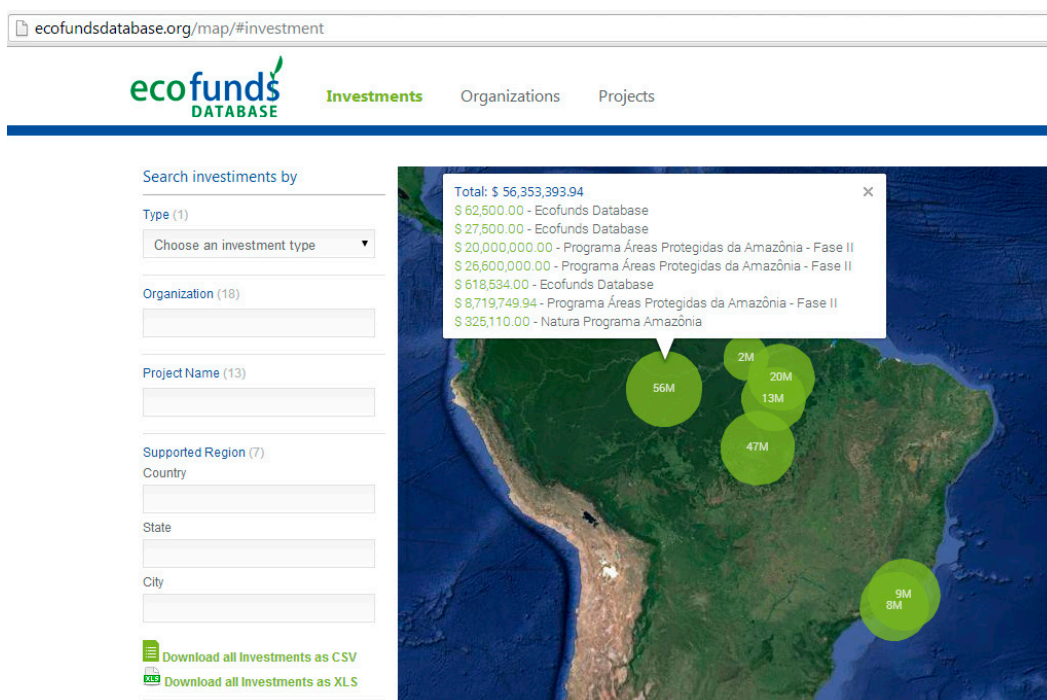 ecofundsdatabase.org/map/#investment
ecofunds
DATABASE
Investments
Organizations
Projects
Search investiments by
Type (1)
Choose an investment type
Organization (18)
Project Name (13)
Supported Region (7)
Country
State
City
Download all Investments as CSV
XLS
Download all Investments as XLS
Total: $ 56,353,393.94
$ 62,500.00 - Ecofunds Database
$ 27,500.00 - Ecofunds Database
$ 20,000,000.00 - Programa Áreas Protegidas da Amazônia - Fase II
$ 26,600,000.00 - Programa Áreas Protegidas da Amazônia - Fase II
$ 618,534.00 - Ecofunds Database
$ 8,719,749.94 - Programa Áreas Protegidas da Amazônia - Fase II
$ 325,110.00 - Natura Programa Amazônia
2M
20M
56M
13M
47M
9M
8M